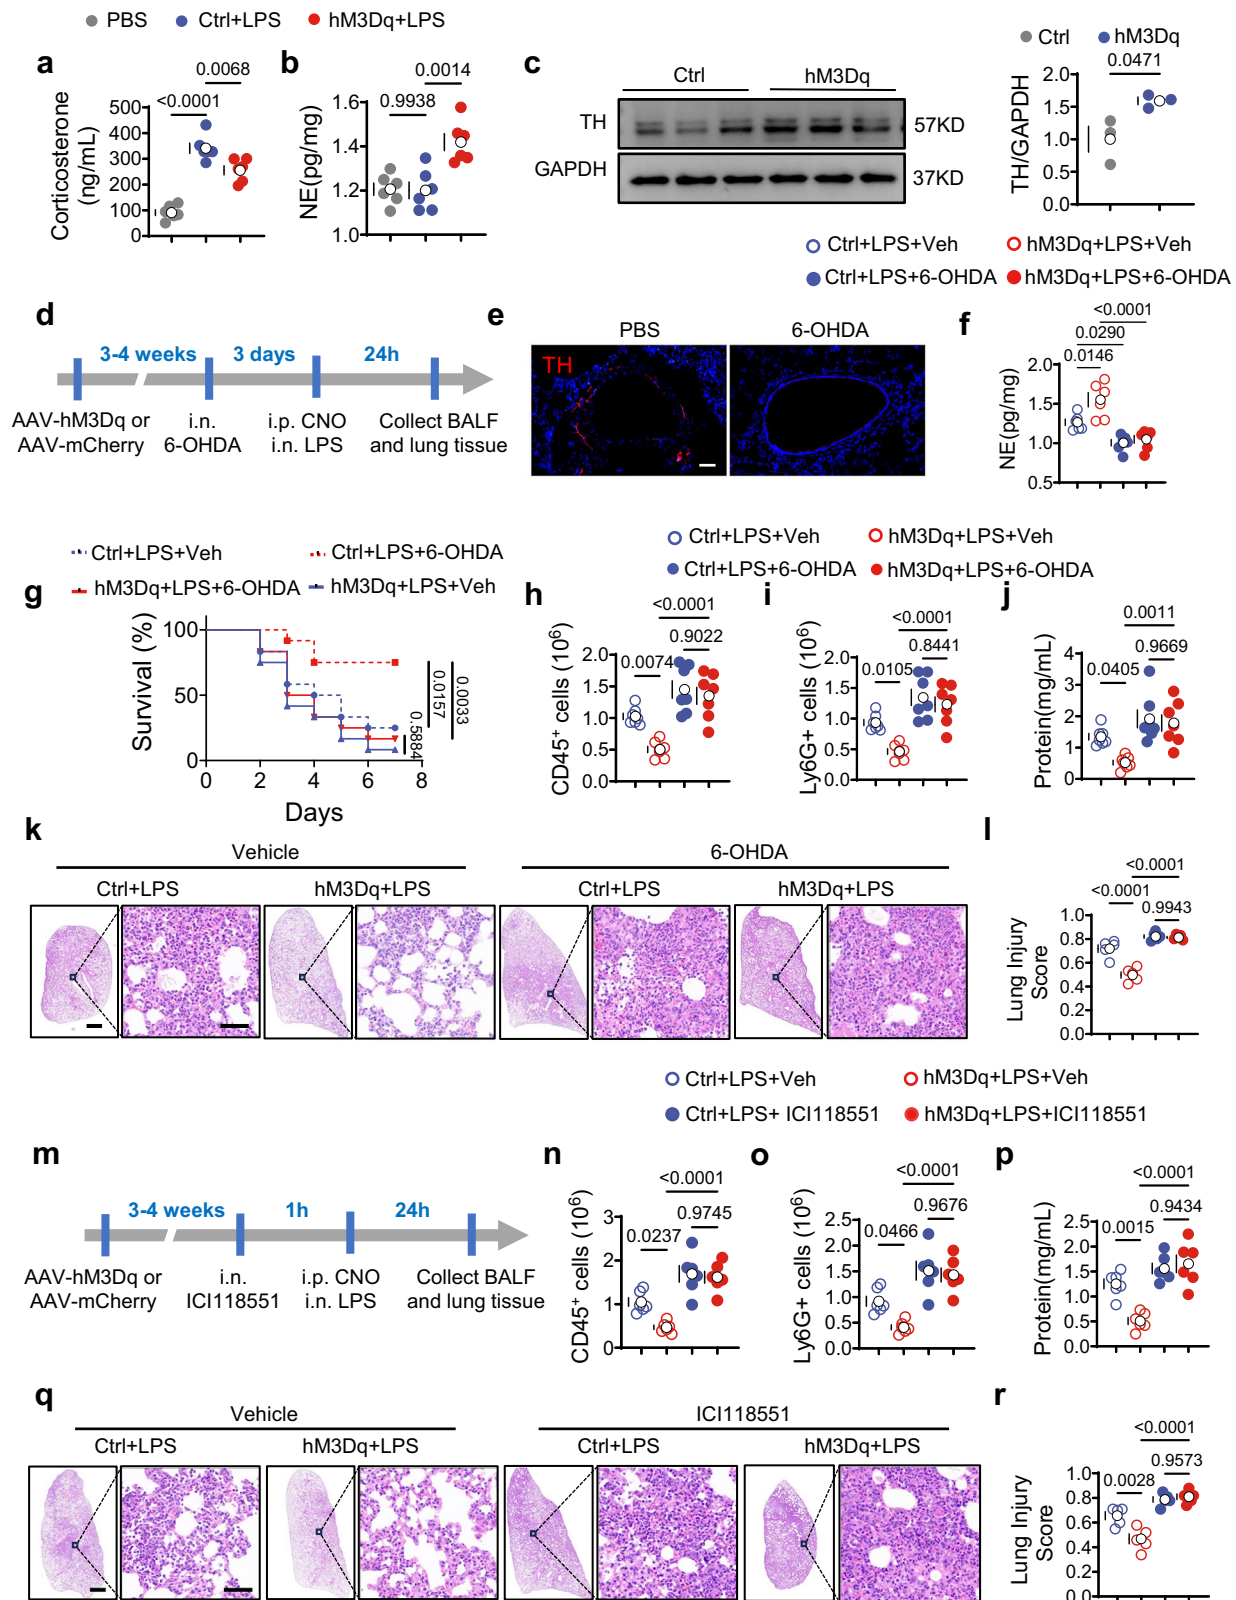 PBS Ctrl+LPS hM3Dq+LPS
a
<0.0001
0.0068
Corticosterone
(ng/mL)
500
400
300
200
100
0
b
0.9938
0.0014
NE(pg/mg)
1.6
1.4
1.2
1.0
c
Ctrl hM3Dq
TH 57KD
GAPDH 37KD
Ctrl hM3Dq
0.0471
TH/GAPDH
2.0
1.5
1.0
0.5
0.0
d
3-4 weeks 3 days 24h
AAV-hM3Dq or i.n. i.p. CNO Collect BALF
AAV-mCherry 6-OHDA i.n. LPS and lung tissue
e
PBS 6-OHDA
TH
Ctrl+LPS+Veh hM3Dq+LPS+Veh
Ctrl+LPS+6-OHDA hM3Dq+LPS+6-OHDA
f
<0.0001
0.0290
0.0146
NE(pg/mg)
2.0
1.5
1.0
0.5
Ctrl+LPS+Veh Ctrl+LPS+6-OHDA
hM3Dq+LPS+6-OHDA hM3Dq+LPS+Veh
g
Survival (%)
100
50
0
0 2 4 6 8
Days
0.0033
0.0157
0.5884
Ctrl+LPS+Veh hM3Dq+LPS+Veh
Ctrl+LPS+6-OHDA hM3Dq+LPS+6-OHDA
h
<0.0001
0.0074 0.9022
CD45⁺ cells (10⁶)
2.0
1.5
1.0
0.5
0.0
i
<0.0001
0.0105 0.8441
Ly6G+ cells (10⁶)
2.0
1.5
1.0
0.5
0.0
j
0.0011
0.0405 0.9669
Protein(mg/mL)
4
3
2
1
0
k
Vehicle 6-OHDA
Ctrl+LPS hM3Dq+LPS Ctrl+LPS hM3Dq+LPS
l
<0.0001
<0.0001
0.9943
Lung Injury
Score
1.0
0.8
0.6
0.4
0.2
0.0
Ctrl+LPS+Veh hM3Dq+LPS+Veh
Ctrl+LPS+ ICI118551 hM3Dq+LPS+ICI118551
m
3-4 weeks 1h 24h
AAV-hM3Dq or i.n. i.p. CNO Collect BALF
AAV-mCherry ICI118551 i.n. LPS and lung tissue
n
<0.0001
0.0237 0.9745
CD45⁺ cells (10⁶)
3
2
1
0
o
<0.0001
0.0466 0.9676
Ly6G+ cells (10⁶)
2.5
2.0
1.5
1.0
0.5
0.0
p
<0.0001
0.0015 0.9434
Protein(mg/mL)
2.5
2.0
1.5
1.0
0.5
0.0
q
Vehicle ICI118551
Ctrl+LPS hM3Dq+LPS Ctrl+LPS hM3Dq+LPS
r
<0.0001
0.0028 0.9573
Lung Injury
Score
1.0
0.8
0.6
0.4
0.2
0.0